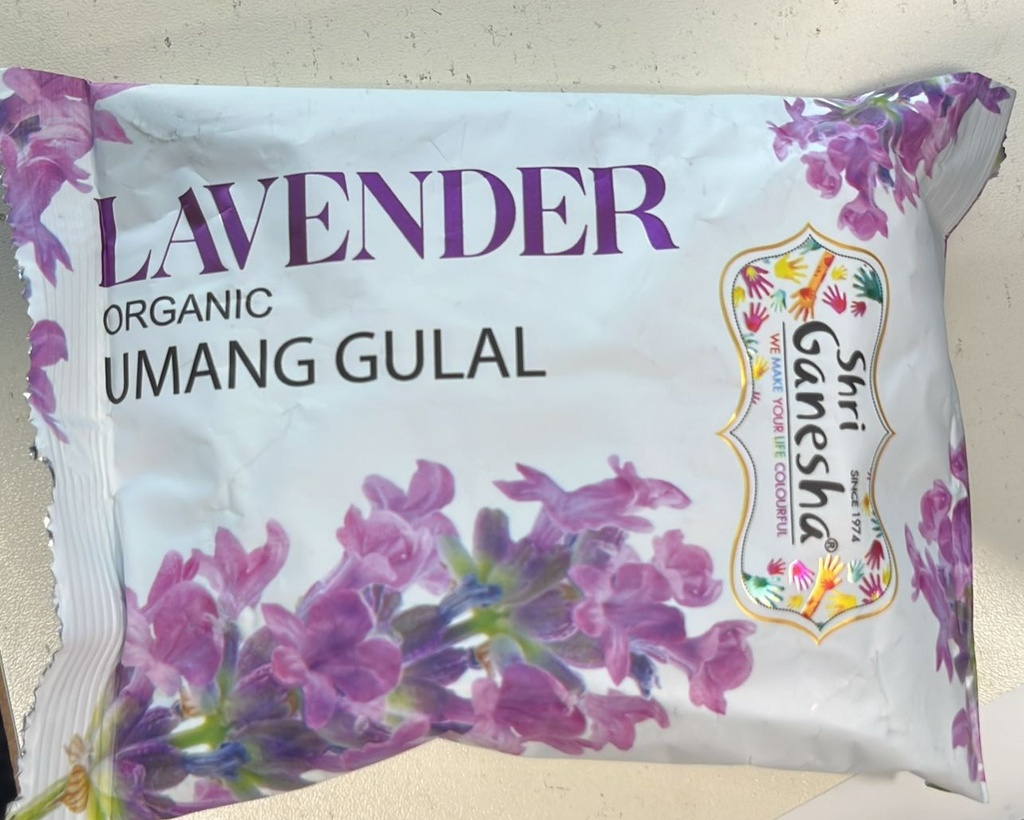 LAVENDER
ORGANIC
UMANG GULAL
Shri
Ganesha®
SINCE 1974
WE MAKE YOUR LIFE COLOURFUL